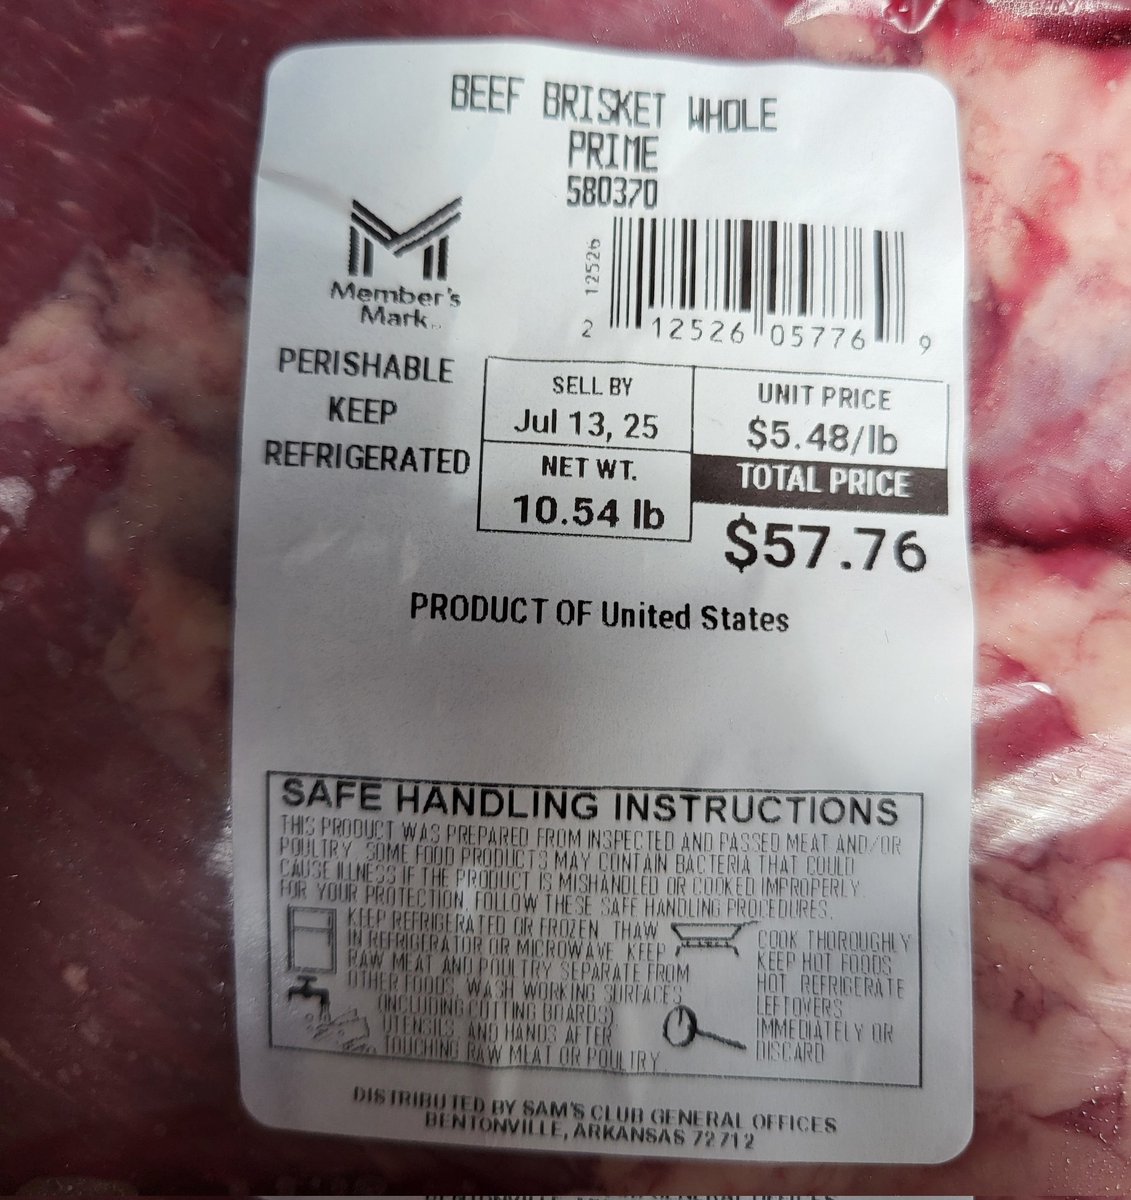 BEEF BRISKET WHOLE
PRIME
580370
Member's
Mark
12526
2 12526 05776 9
PERISHABLE
KEEP
REFRIGERATED
SELL BY
Jul 13, 25
NET WT.
10.54 lb
UNIT PRICE
$5.48/lb
TOTAL PRICE
$57.76
PRODUCT OF United States
SAFE HANDLING INSTRUCTIONS
THIS PRODUCT WAS PREPARED FROM INSPECTED AND PASSED MEAT AND/OR
POULTRY. SOME FOOD PRODUCTS MAY CONTAIN BACTERIA THAT COULD
CAUSE ILLNESS IF THE PRODUCT IS MISHANDLED OR COOKED IMPROPERLY.
FOR YOUR PROTECTION, FOLLOW THESE SAFE HANDLING PROCEDURES.
KEEP REFRIGERATED OR FROZEN. THAW
IN REFRIGERATOR OR MICROWAVE. KEEP
RAW MEAT AND POULTRY SEPARATE FROM
OTHER FOODS. WASH WORKING SURFACES
(INCLUDING CUTTING BOARDS)
UTENSILS, AND HANDS AFTER
TOUCHING RAW MEAT OR POULTRY.
COOK THOROUGHLY
KEEP HOT FOODS
HOT. REFRIGERATE
LEFTOVERS
IMMEDIATELY OR
DISCARD
DISTRIBUTED BY SAM'S CLUB GENERAL OFFICES
BENTONVILLE, ARKANSAS 72712